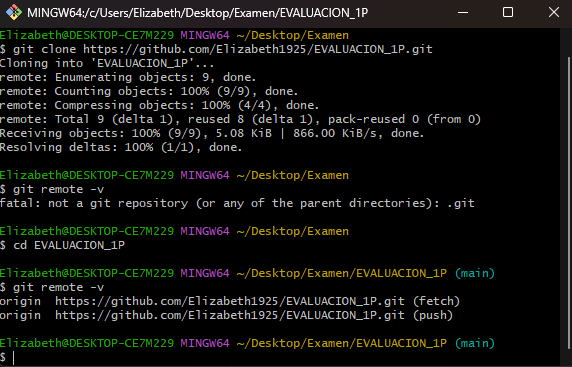 MINGW64:/c/Users/Elizabeth/Desktop/Examen/EVALUACION_1P
Elizabeth@DESKTOP-CE7M229 MINGW64 ~/Desktop/Examen
$ git clone https://github.com/Elizabeth1925/EVALUACION_1P.git
Cloning into 'EVALUACION_1P'...
remote: Enumerating objects: 9, done.
remote: Counting objects: 100% (9/9), done.
remote: Compressing objects: 100% (4/4), done.
remote: Total 9 (delta 1), reused 8 (delta 1), pack-reused 0 (from 0)
Receiving objects: 100% (9/9), 5.08 KiB | 866.00 KiB/s, done.
Resolving deltas: 100% (1/1), done.
Elizabeth@DESKTOP-CE7M229 MINGW64 ~/Desktop/Examen
$ git remote -v
fatal: not a git repository (or any of the parent directories): .git
Elizabeth@DESKTOP-CE7M229 MINGW64 ~/Desktop/Examen
$ cd EVALUACION_1P
Elizabeth@DESKTOP-CE7M229 MINGW64 ~/Desktop/Examen/EVALUACION_1P (main)
$ git remote -v
origin  https://github.com/Elizabeth1925/EVALUACION_1P.git (fetch)
origin  https://github.com/Elizabeth1925/EVALUACION_1P.git (push)
Elizabeth@DESKTOP-CE7M229 MINGW64 ~/Desktop/Examen/EVALUACION_1P (main)
$